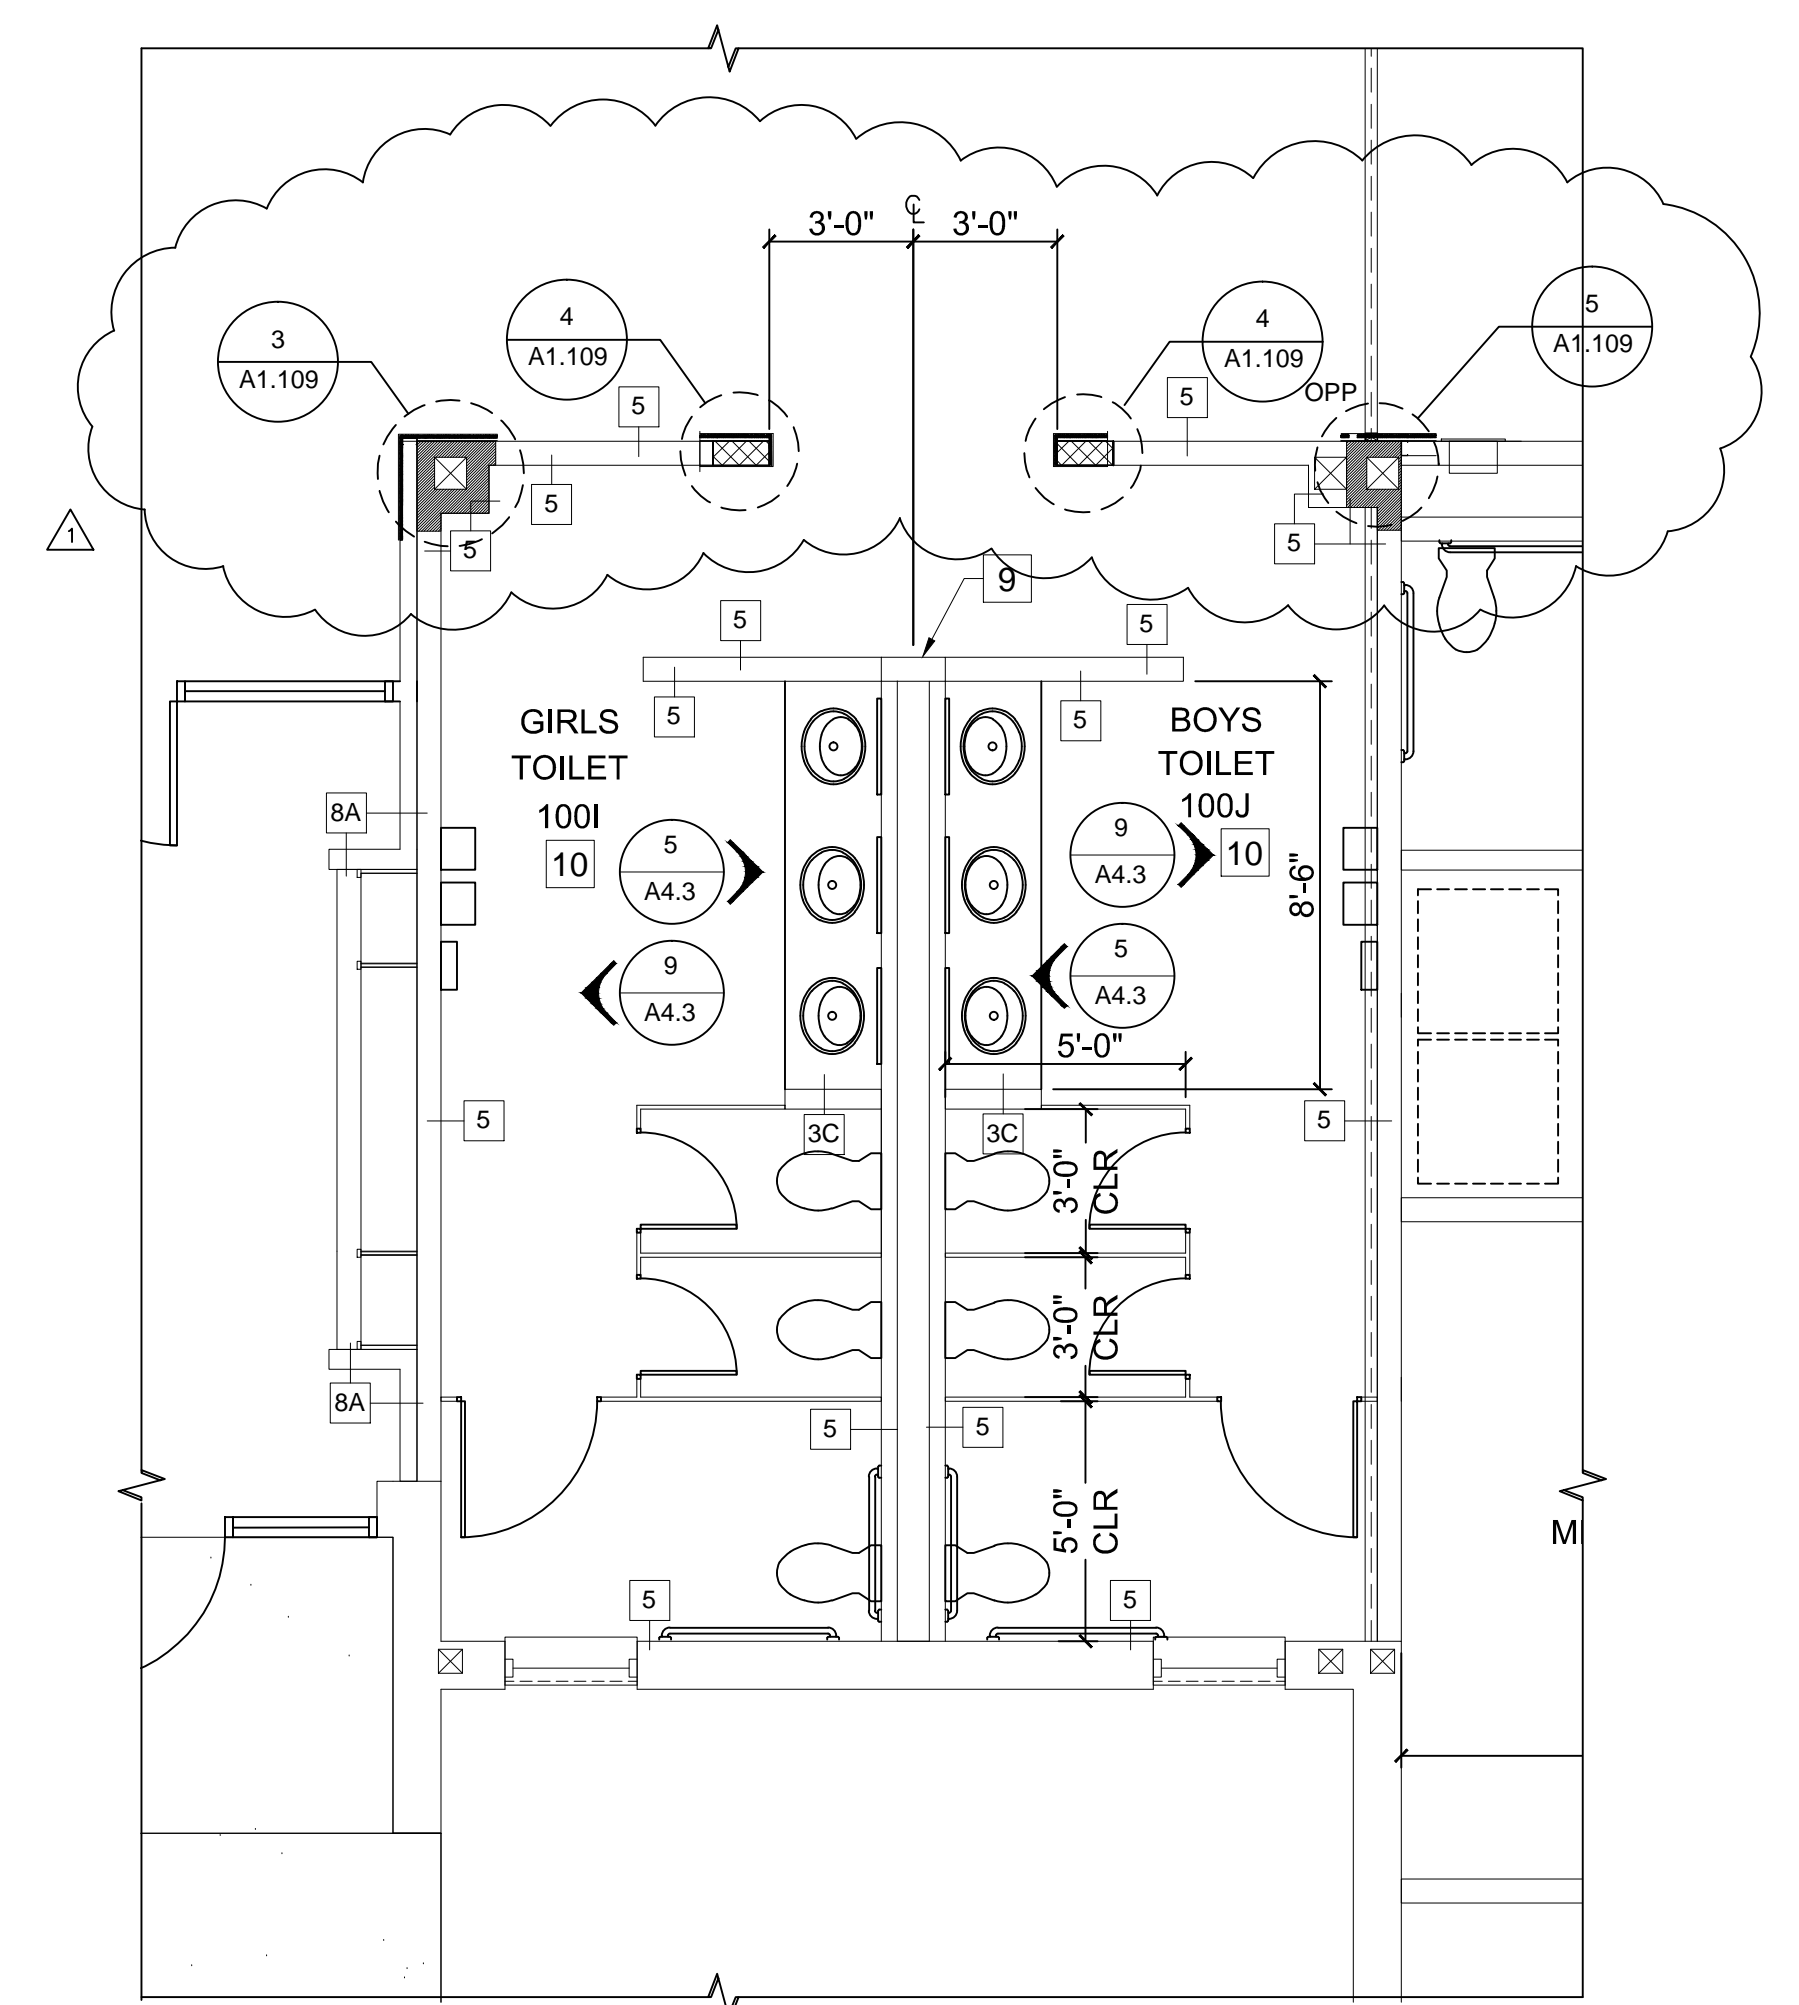 3'-0" ℄ 3'-0"
3
A1.109
4
A1.109
4
A1.109
5
A1.109
OPP
5
5
5
5
5
1
9
5
5
5
5
GIRLS
TOILET
100I
10
BOYS
TOILET
100J
10
8A
5
A4.3
9
A4.3
9
A4.3
5
A4.3
8'-6"
5'-0"
5
3C
3C
5
3'-0"
CLR
3'-0"
CLR
8A
5
5
5'-0"
CLR
5
5